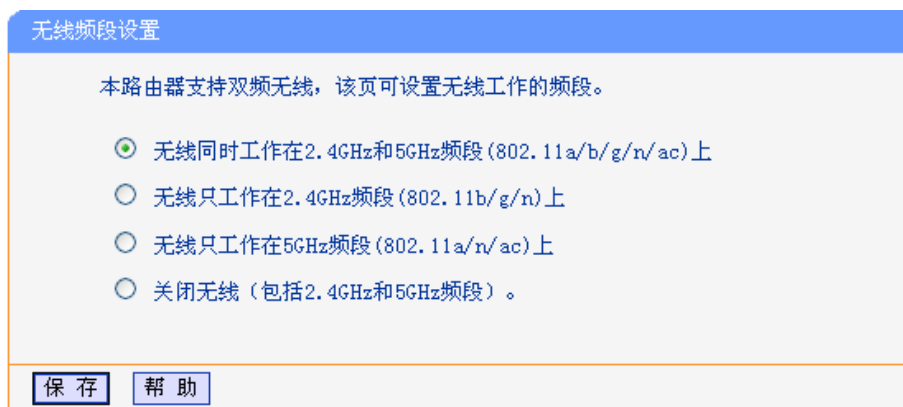 无线频段设置
本路由器支持双频无线，该页可设置无线工作的频段。
无线同时工作在2.4GHz和5GHz频段(802.11a/b/g/n/ac)上
无线只工作在2.4GHz频段(802.11b/g/n)上
无线只工作在5GHz频段(802.11a/n/ac)上
关闭无线（包括2.4GHz和5GHz频段）。
保 存 帮 助